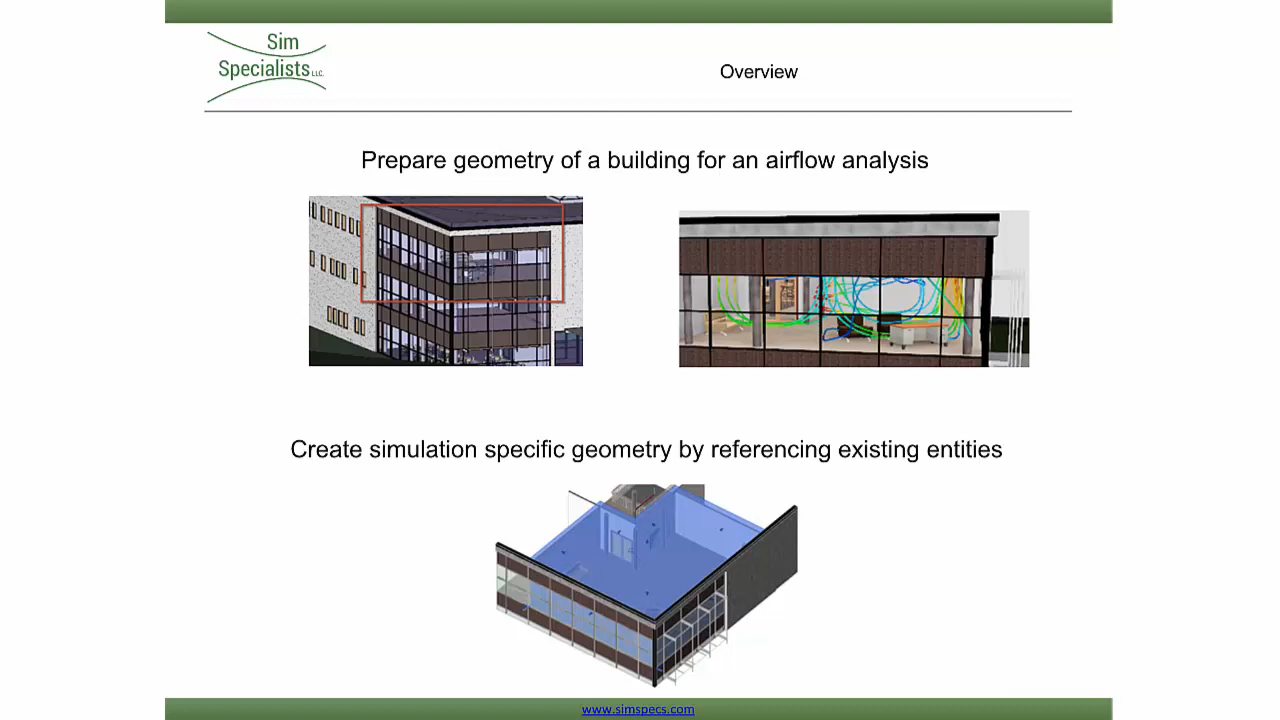 Sim
Specialists LLC.
Overview
Prepare geometry of a building for an airflow analysis
Create simulation specific geometry by referencing existing entities
www.simspecs.com